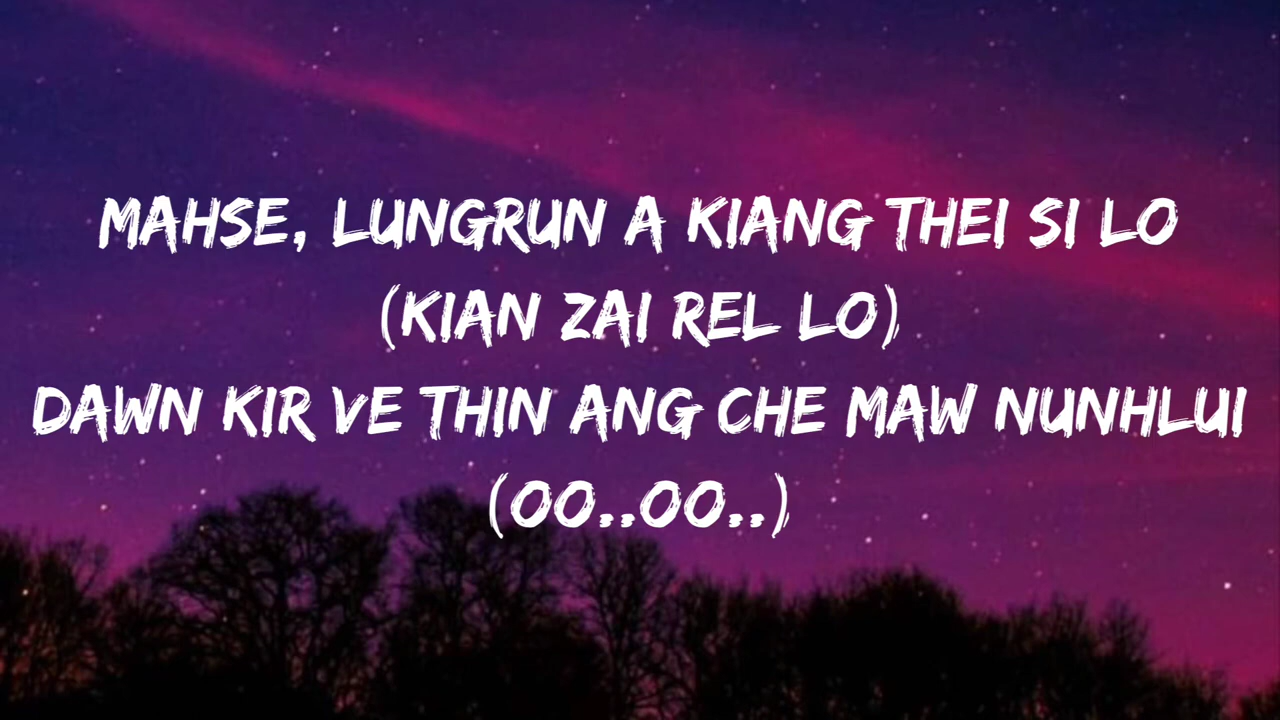 MAHSE, LUNGRUN A KIANG THEI SI LO
(KIAN ZAI REL LO)
DAWN KIR VE THIN ANG CHE MAW NUNHLUI
(OO..OO..)